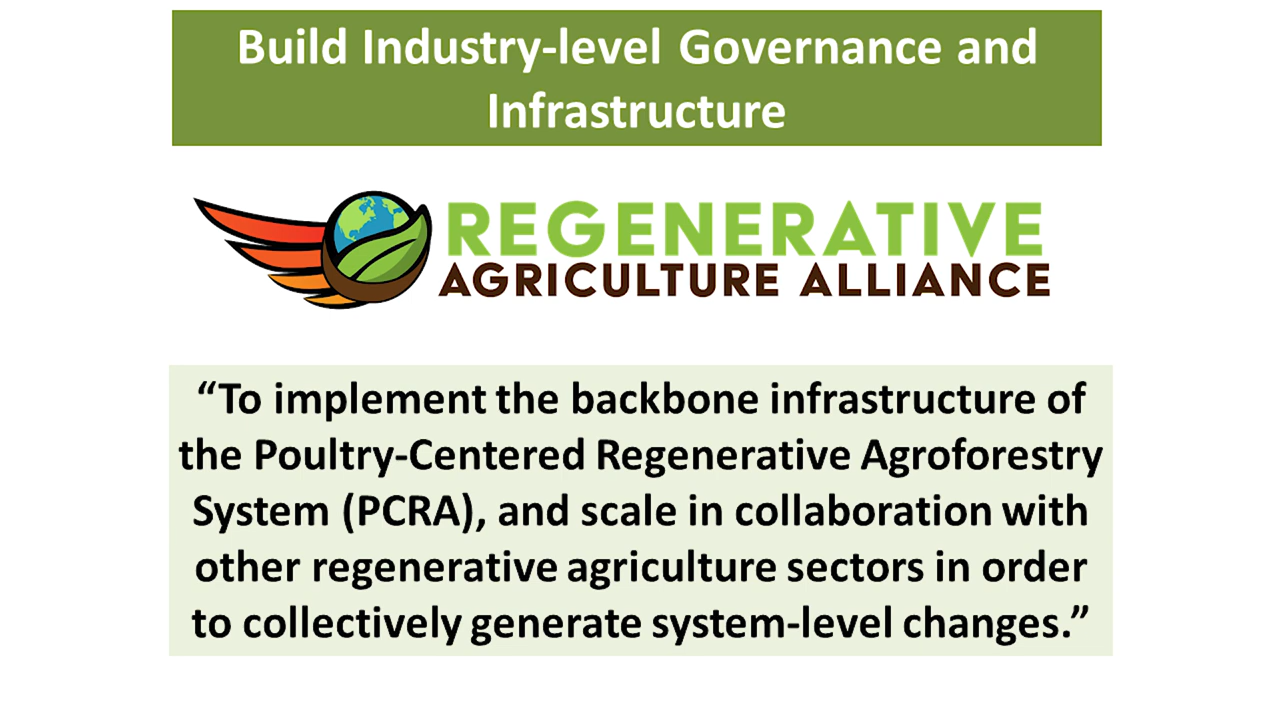 Build Industry-level Governance and
Infrastructure
REGENERATIVE
AGRICULTURE ALLIANCE
“To implement the backbone infrastructure of
the Poultry-Centered Regenerative Agroforestry
System (PCRA), and scale in collaboration with
other regenerative agriculture sectors in order
to collectively generate system-level changes.”